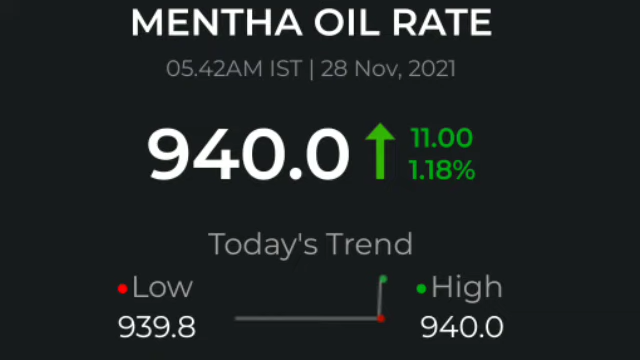 MENTHA OIL RATE
05.42AM IST | 28 Nov, 2021
940.0 11.00
1.18%
Today's Trend
Low High
939.8 940.0